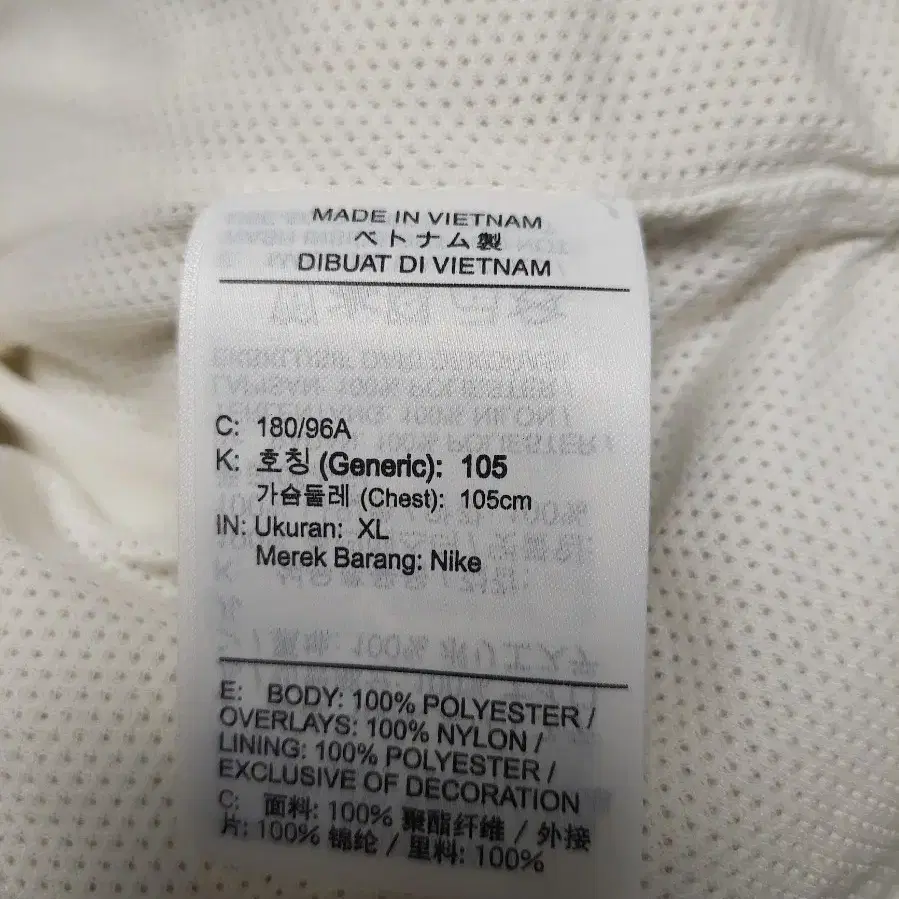 MADE IN VIETNAM
ベトナム製
DIBUAT DI VIETNAM
C: 180/96A
K: 호칭 (Generic): 105
가슴둘레 (Chest): 105cm
IN: Ukuran: XL
Merek Barang: Nike
E: BODY: 100% POLYESTER /
OVERLAYS: 100% NYLON /
LINING: 100% POLYESTER /
EXCLUSIVE OF DECORATION
C: 面料: 100% 聚酯纤维 / 外接
片: 100% 锦纶 / 里料: 100%